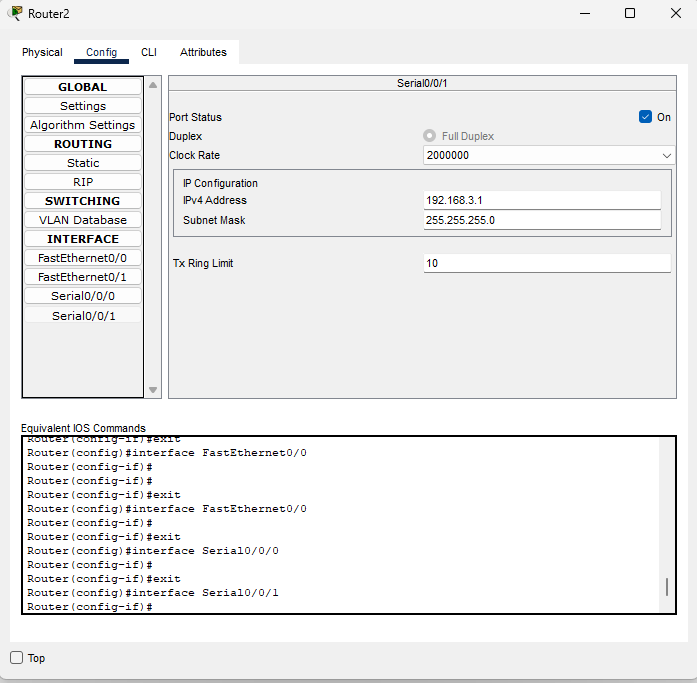 Router2
Physical Config CLI Attributes
GLOBAL
Settings
Algorithm Settings
ROUTING
Static
RIP
SWITCHING
VLAN Database
INTERFACE
FastEthernet0/0
FastEthernet0/1
Serial0/0/0
Serial0/0/1
Serial0/0/1
Port Status On
Duplex Full Duplex
Clock Rate 2000000
IP Configuration
IPv4 Address 192.168.3.1
Subnet Mask 255.255.255.0
Tx Ring Limit 10
Equivalent IOS Commands
Router(config-if)#exit
Router(config)#interface FastEthernet0/0
Router(config-if)#
Router(config-if)#
Router(config-if)#exit
Router(config)#interface FastEthernet0/0
Router(config-if)#
Router(config-if)#exit
Router(config)#interface Serial0/0/0
Router(config-if)#
Router(config-if)#exit
Router(config)#interface Serial0/0/1
Router(config-if)#
Top